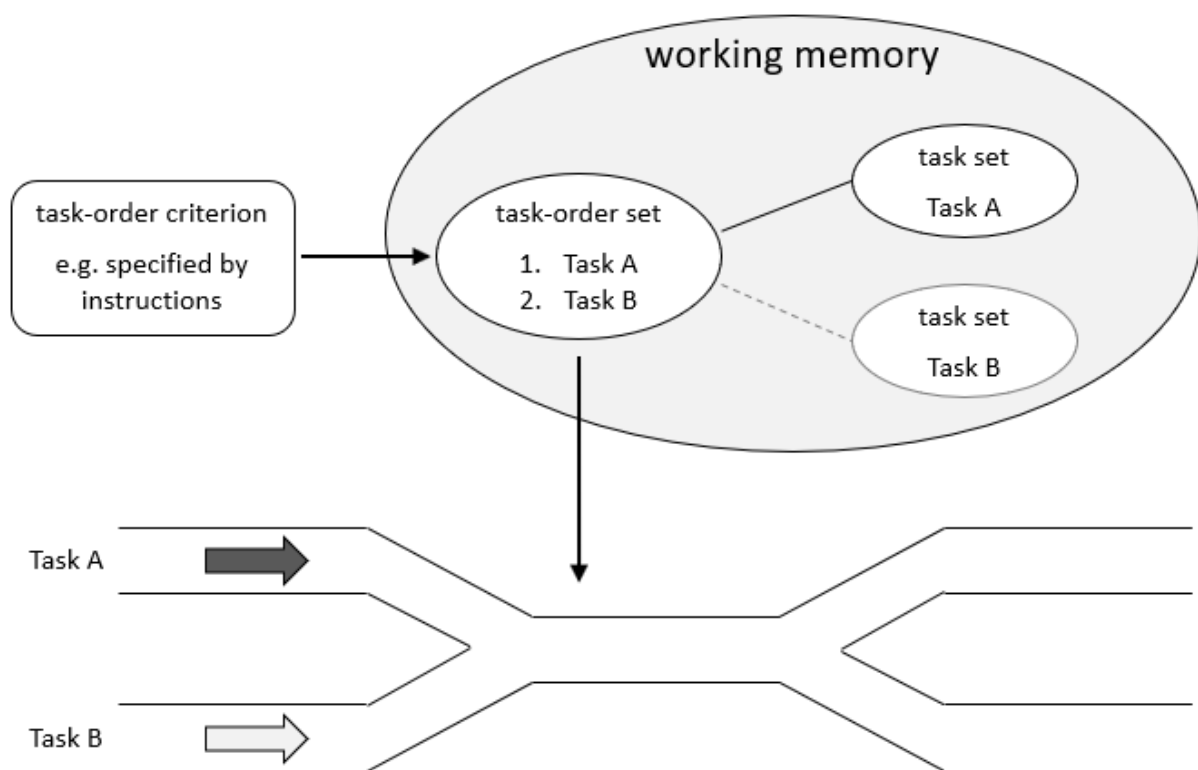 working memory
task-order criterion
e.g. specified by
instructions
task-order set
1. Task A
2. Task B
task set
Task A
task set
Task B
Task A
Task B